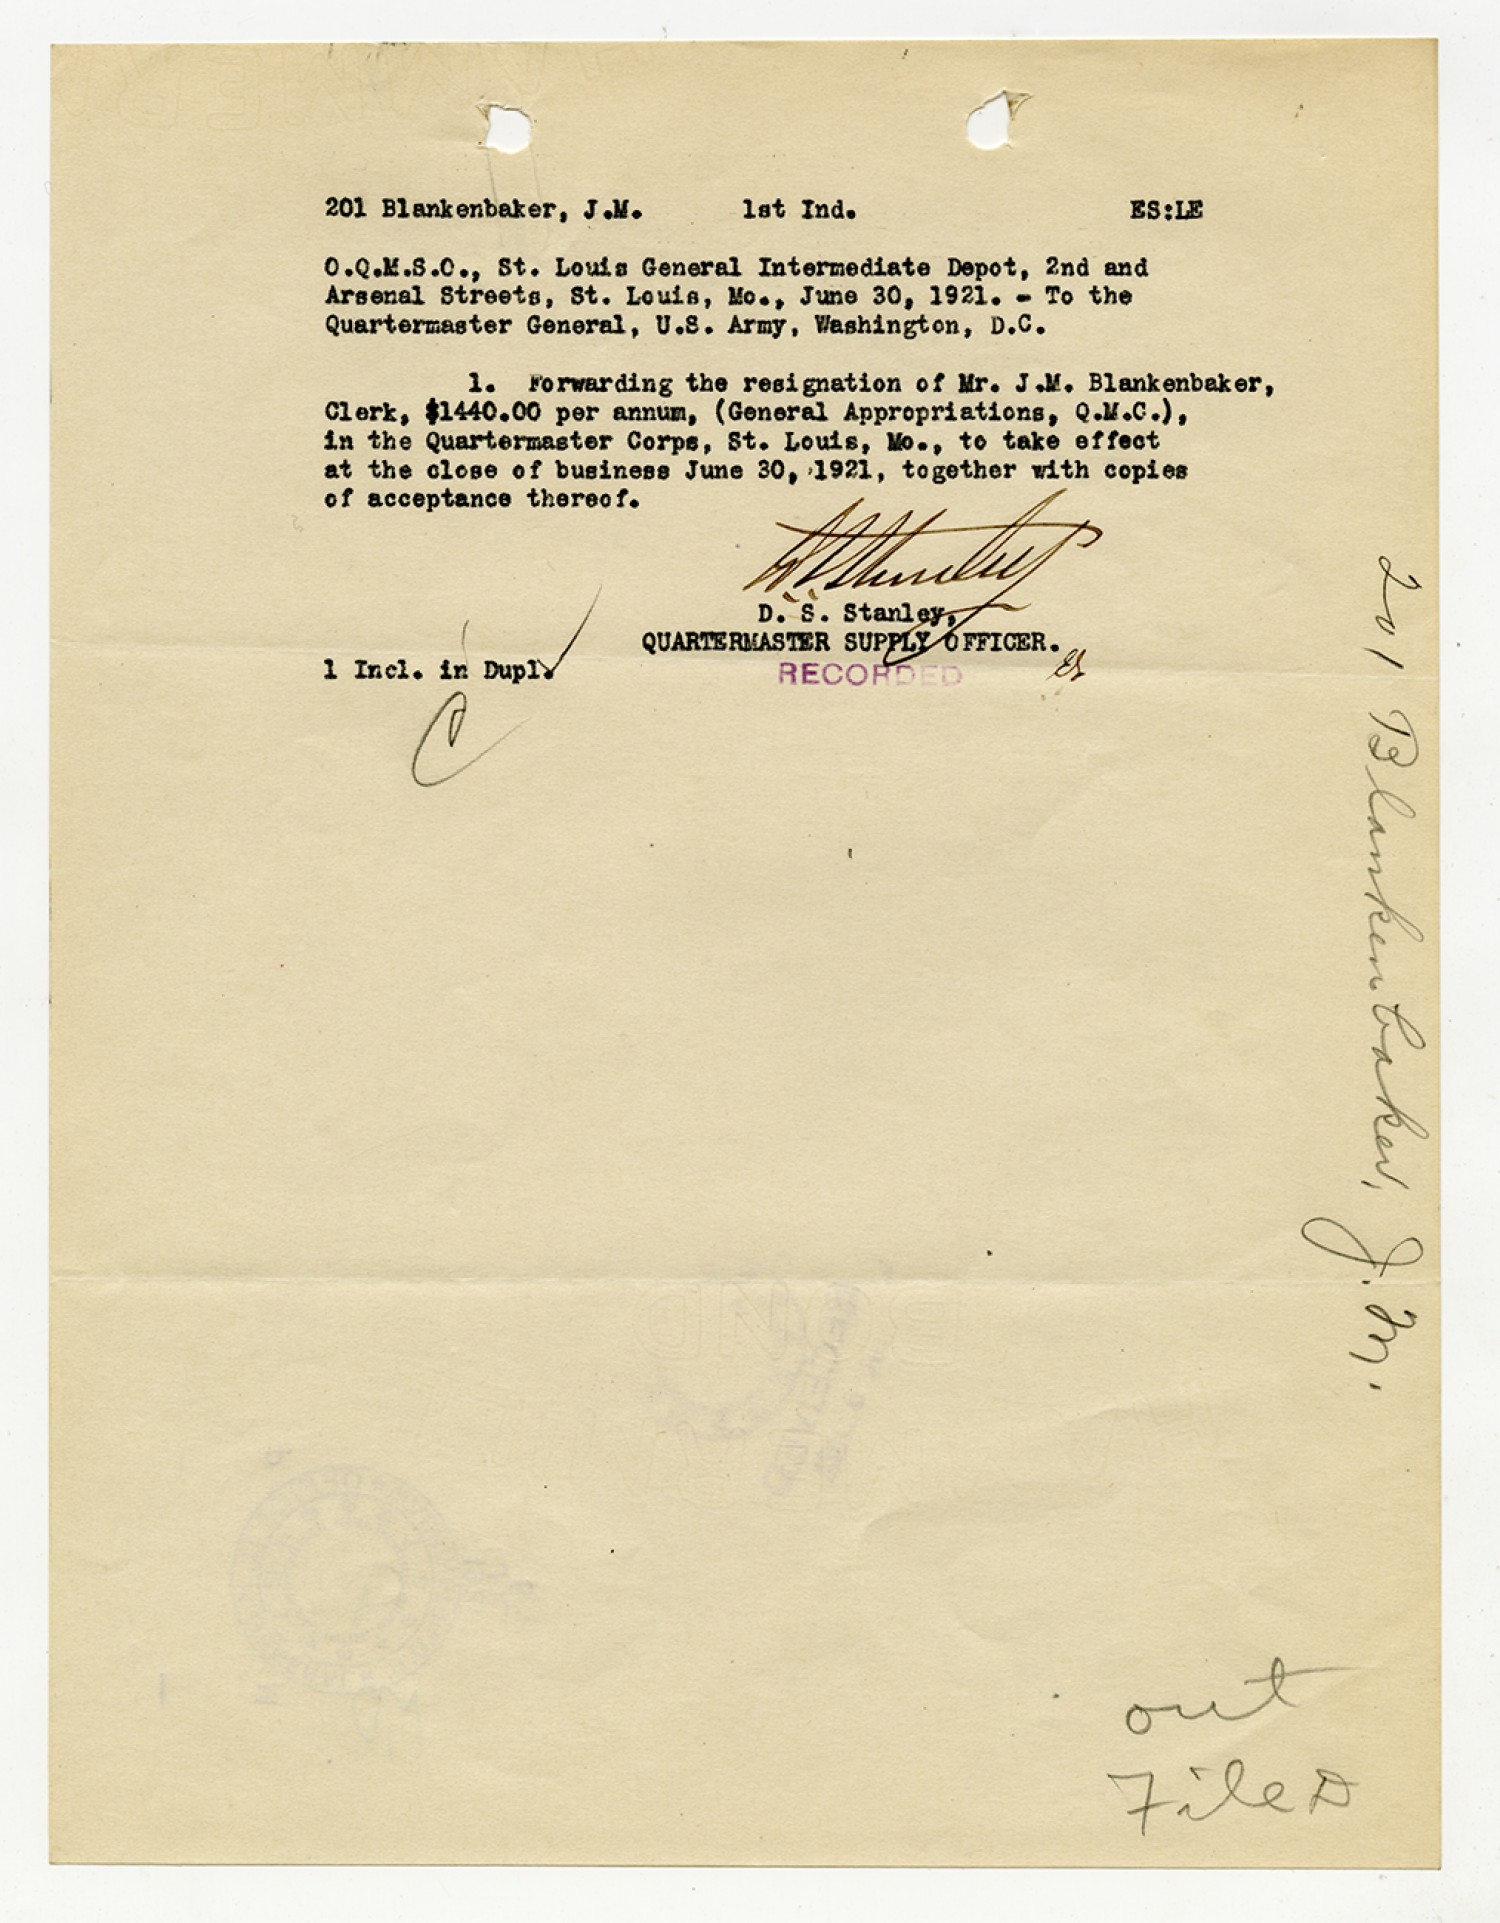 201 Blankenbaker, J.M. 1st Ind. ES:LE
O.Q.M.S.O., St. Louis General Intermediate Depot, 2nd and
Arsenal Streets, St. Louis, Mo., June 30, 1921. - To the
Quartermaster General, U.S. Army, Washington, D.C.
1. Forwarding the resignation of Mr. J.M. Blankenbaker,
Clerk, $1440.00 per annum, (General Appropriations, Q.M.C.),
in the Quartermaster Corps, St. Louis, Mo., to take effect
at the close of business June 30, 1921, together with copies
of acceptance thereof.
D. S. Stanley,
QUARTERMASTER SUPPLY OFFICER.
1 Incl. in Dupl.
RECORDED
C
201 Blankenbaker, J. M.
BOND
out
FileD